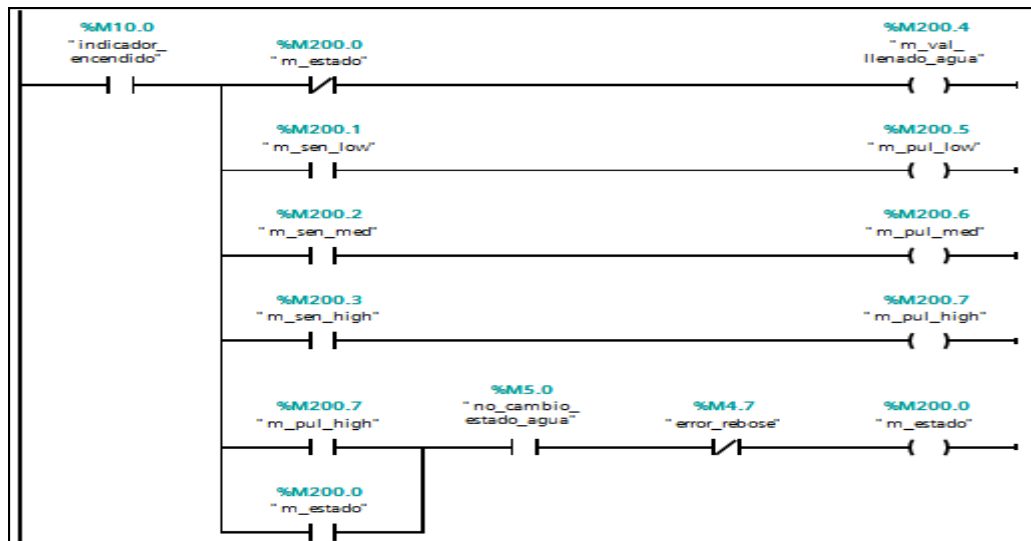 %M10.0
"indicador_
encendido"
%M200.0
"m_estado"
%M200.4
"m_val_
llenado_agua"
%M200.1
"m_sen_low"
%M200.5
"m_pul_low"
%M200.2
"m_sen_med"
%M200.6
"m_pul_med"
%M200.3
"m_sen_high"
%M200.7
"m_pul_high"
%M200.7
"m_pul_high"
%M5.0
"no_cambio_
estado_agua"
%M4.7
"error_rebose"
%M200.0
"m_estado"
%M200.0
"m_estado"